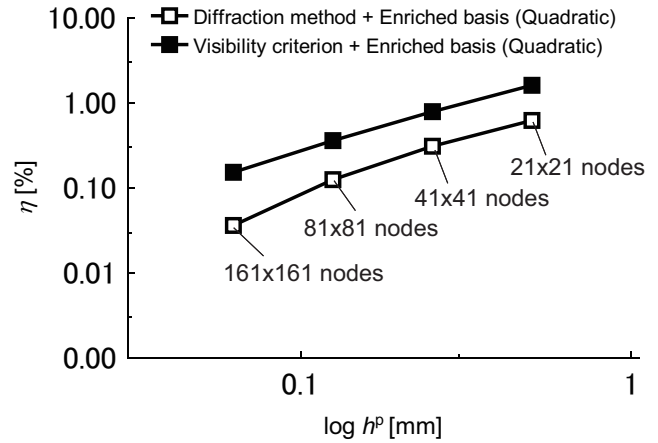 10.00
Diffraction method + Enriched basis (Quadratic)
Visibility criterion + Enriched basis (Quadratic)
1.00
0.10
0.01
0.00
η [%]
21x21 nodes
41x41 nodes
81x81 nodes
161x161 nodes
0.1
1
log hᵖ [mm]